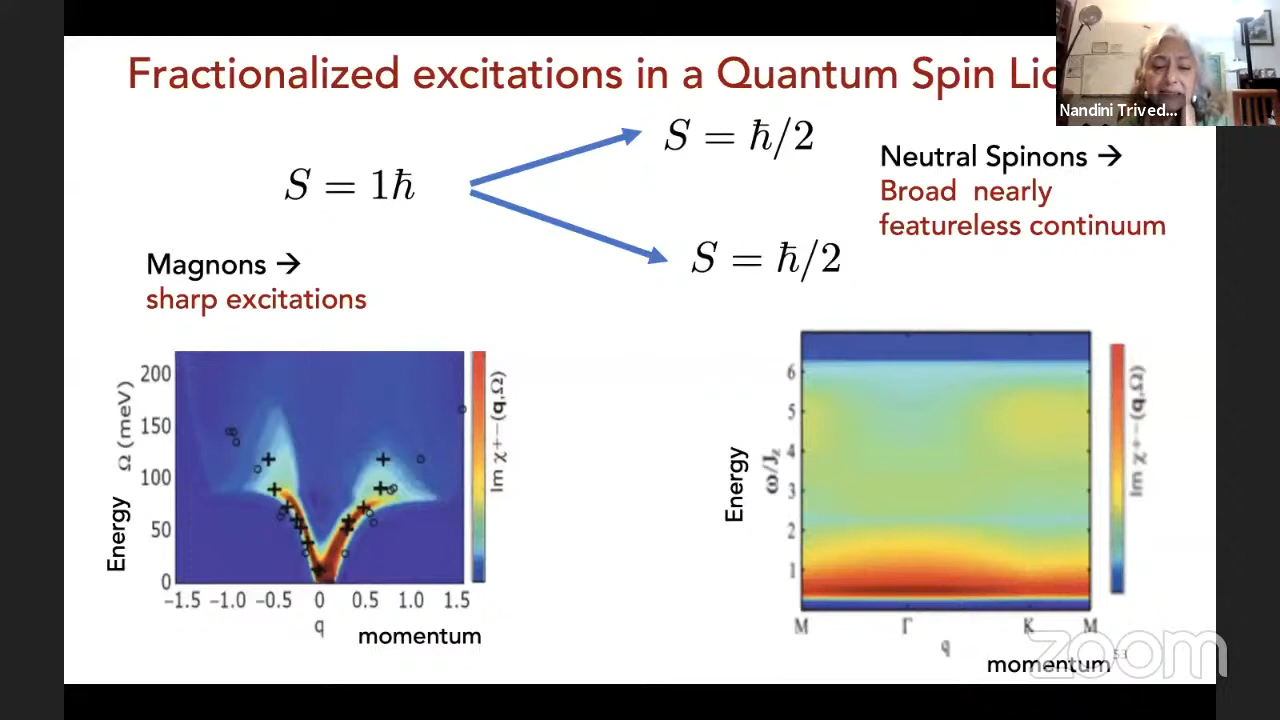 Fractionalized excitations in a Quantum Spin
Nandini Trived...
S = ħ/2
Neutral Spinons →
Broad nearly
featureless continuum
S = 1ħ
S = ħ/2
Magnons →
sharp excitations
200
150
100
50
0
Energy
Ω (meV)
-1.5 -1.0 -0.5 0 0.5 1.0 1.5
q
momentum
Im χ+−(q,Ω)
6
5
4
3
2
1
Energy
ω/J_z
M Γ K M
q
momentum
Im χ+−(q,Ω)
53
zoom